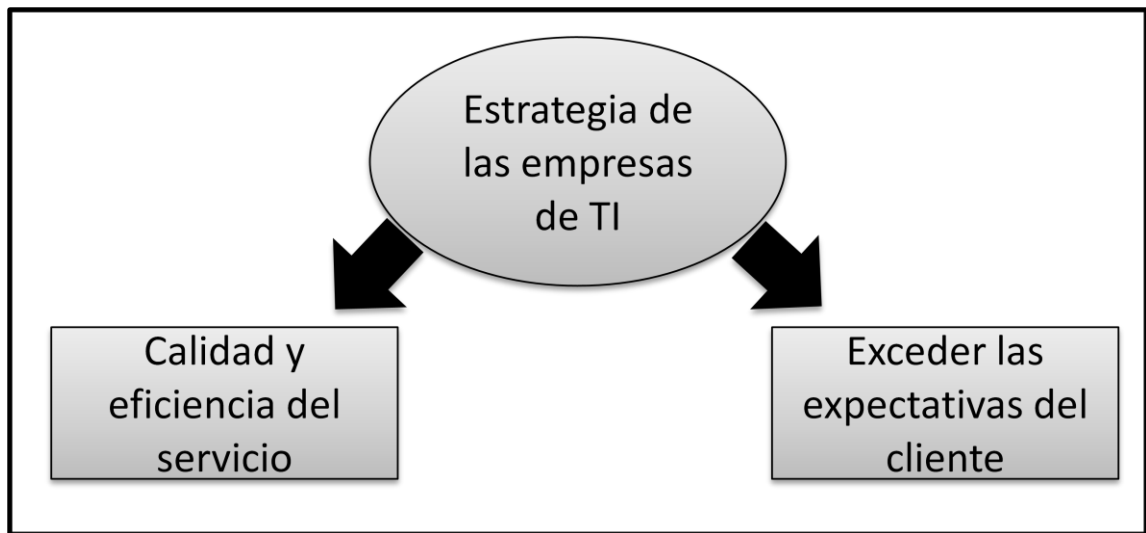 Estrategia de
las empresas
de TI
Calidad y
eficiencia del
servicio
Exceder las
expectativas del
cliente